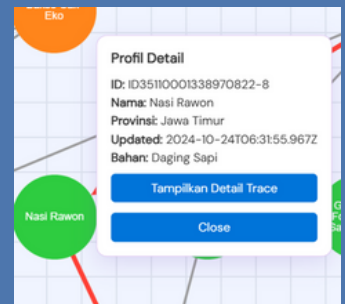 Eko
Profil Detail
ID: ID35110001338970822-8
Nama: Nasi Rawon
Provinsi: Jawa Timur
Updated: 2024-10-24T06:31:55.967Z
Bahan: Daging Sapi
Tampilkan Detail Trace
Nasi Rawon
Close